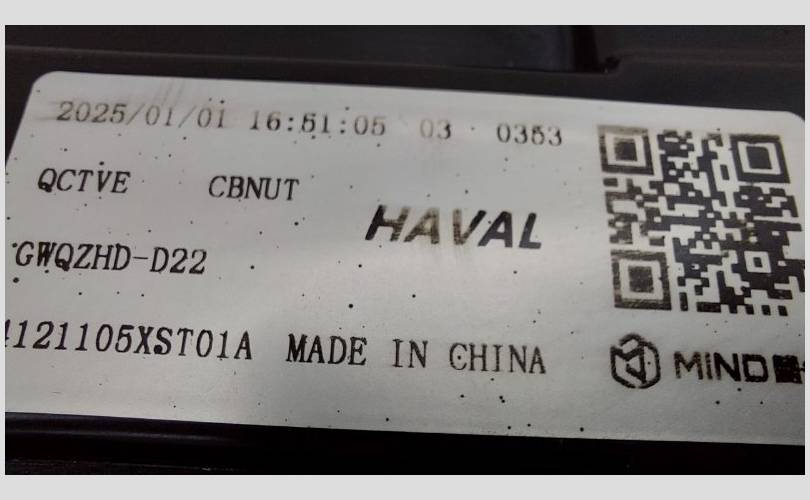 2025/01/01 16:51:05 03 0353
QCTVE CBNUT
HAVAL
GWQZHD-D22
4121105XST01A MADE IN CHINA
MIND